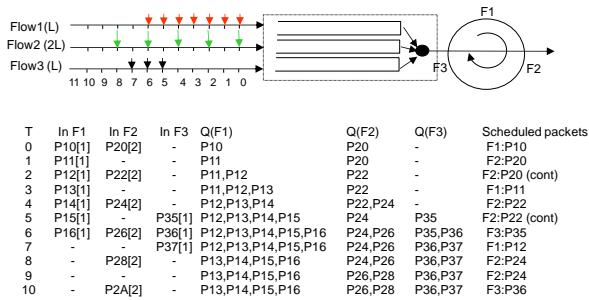 Flow1(L)
Flow2 (2L)
Flow3 (L)
11 10 9 8 7 6 5 4 3 2 1 0
F1
F3
F2
T In F1 In F2 In F3 Q(F1) Q(F2) Q(F3) Scheduled packets
0 P10[1] P20[2] - P10 P20 - F1:P10
1 P11[1] - - P11 P20 - F2:P20
2 P12[1] P22[2] - P11,P12 P22 - F2:P20 (cont)
3 P13[1] - - P11,P12,P13 P22 - F1:P11
4 P14[1] P24[2] - P12,P13,P14 P22,P24 - F2:P22
5 P15[1] - P35[1] P12,P13,P14,P15 P24 P35 F2:P22 (cont)
6 P16[1] P26[2] P36[1] P12,P13,P14,P15,P16 P24,P26 P35,P36 F3:P35
7 - - P37[1] P12,P13,P14,P15,P16 P24,P26 P36,P37 F1:P12
8 - P28[2] - P13,P14,P15,P16 P24,P26 P36,P37 F2:P24
9 - - - P13,P14,P15,P16 P26,P28 P36,P37 F2:P24
10 - P2A[2] - P13,P14,P15,P16 P26,P28 P36,P37 F3:P36